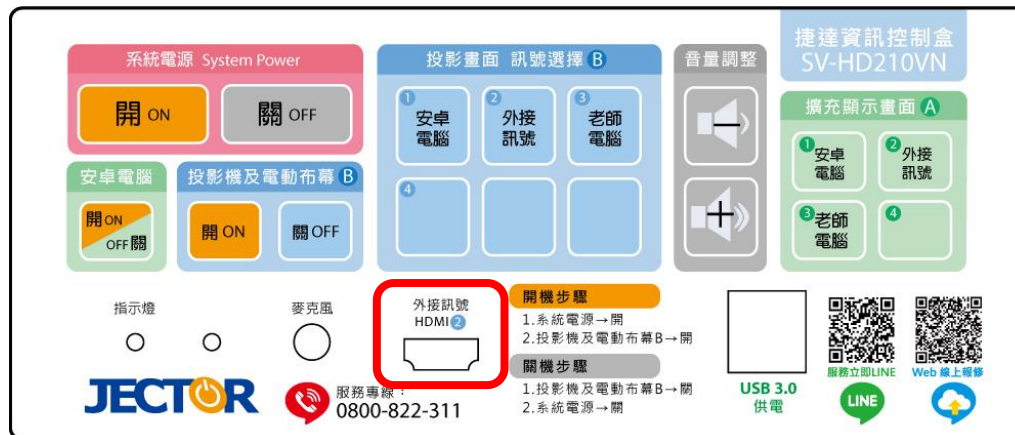 捷達資訊控制盒
SV-HD210VN
系統電源 System Power
開 ON
關 OFF
安卓電腦
開 ON
OFF 關
投影機及電動布幕 B
開 ON
關 OFF
投影畫面 訊號選擇 B
1
安卓
電腦
2
外接
訊號
3
老師
電腦
4
音量調整
擴充顯示畫面 A
1
安卓
電腦
2
外接
訊號
3
老師
電腦
4
指示燈
麥克風
外接訊號
HDMI 2
開機步驟
1.系統電源→開
2.投影機及電動布幕B→開
關機步驟
1.投影機及電動布幕B→關
2.系統電源→關
USB 3.0
供電
服務立即LINE
Web 線上報修
LINE
JECTOR
服務專線：
0800-822-311